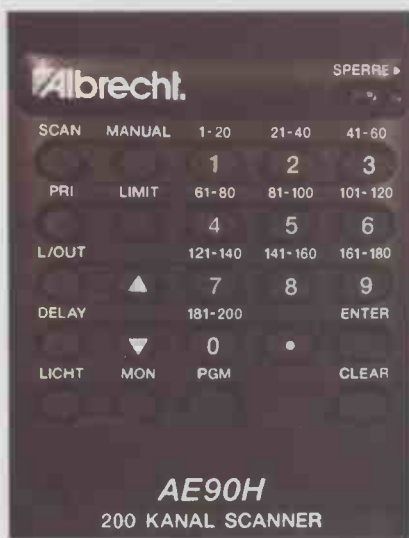 SPERRE ▶
Albrecht.
SCAN MANUAL 1-20 21-40 41-60
1 2 3
PRI LIMIT 61-80 81-100 101-120
4 5 6
L/OUT 121-140 141-160 161-180
▲ 7 8 9
DELAY 181-200 ENTER
▼ 0 •
LICHT MON PGM CLEAR
AE90H
200 KANAL SCANNER